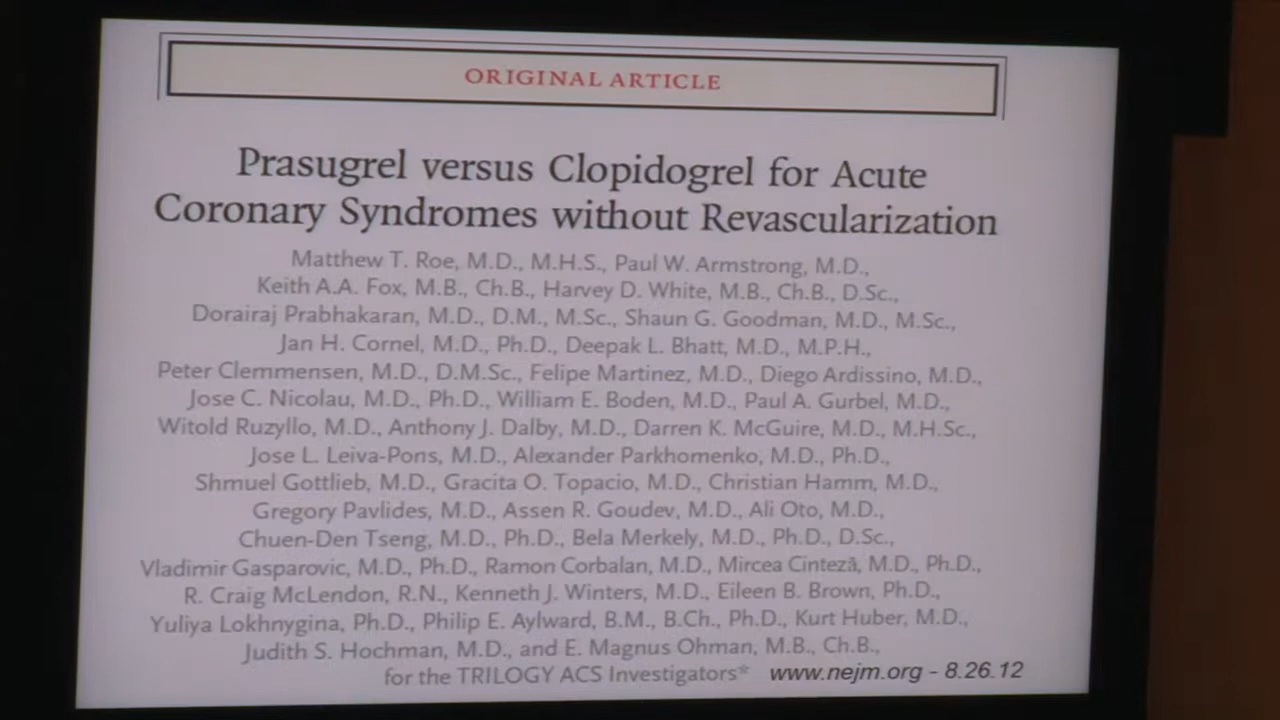 ORIGINAL ARTICLE
Prasugrel versus Clopidogrel for Acute
Coronary Syndromes without Revascularization
Matthew T. Roe, M.D., M.H.S., Paul W. Armstrong, M.D.,
Keith A.A. Fox, M.B., Ch.B., Harvey D. White, M.B., Ch.B., D.Sc.,
Dorairaj Prabhakaran, M.D., D.M., M.Sc., Shaun G. Goodman, M.D., M.Sc.,
Jan H. Cornel, M.D., Ph.D., Deepak L. Bhatt, M.D., M.P.H.,
Peter Clemmensen, M.D., D.M.Sc., Felipe Martinez, M.D., Diego Ardissino, M.D.,
Jose C. Nicolau, M.D., Ph.D., William E. Boden, M.D., Paul A. Gurbel, M.D.,
Witold Ruzyllo, M.D., Anthony J. Dalby, M.D., Darren K. McGuire, M.D., M.H.Sc.,
Jose L. Leiva-Pons, M.D., Alexander Parkhomenko, M.D., Ph.D.,
Shmuel Gottlieb, M.D., Gracita O. Topacio, M.D., Christian Hamm, M.D.,
Gregory Pavlides, M.D., Assen R. Goudev, M.D., Ali Oto, M.D.,
Chuen-Den Tseng, M.D., Ph.D., Bela Merkely, M.D., Ph.D., D.Sc.,
Vladimir Gasparovic, M.D., Ph.D., Ramon Corbalan, M.D., Mircea Cinteză, M.D., Ph.D.,
R. Craig McLendon, R.N., Kenneth J. Winters, M.D., Eileen B. Brown, Ph.D.,
Yuliya Lokhnygina, Ph.D., Philip E. Aylward, B.M., B.Ch., Ph.D., Kurt Huber, M.D.,
Judith S. Hochman, M.D., and E. Magnus Ohman, M.B., Ch.B.,
for the TRILOGY ACS Investigators* www.nejm.org - 8.26.12